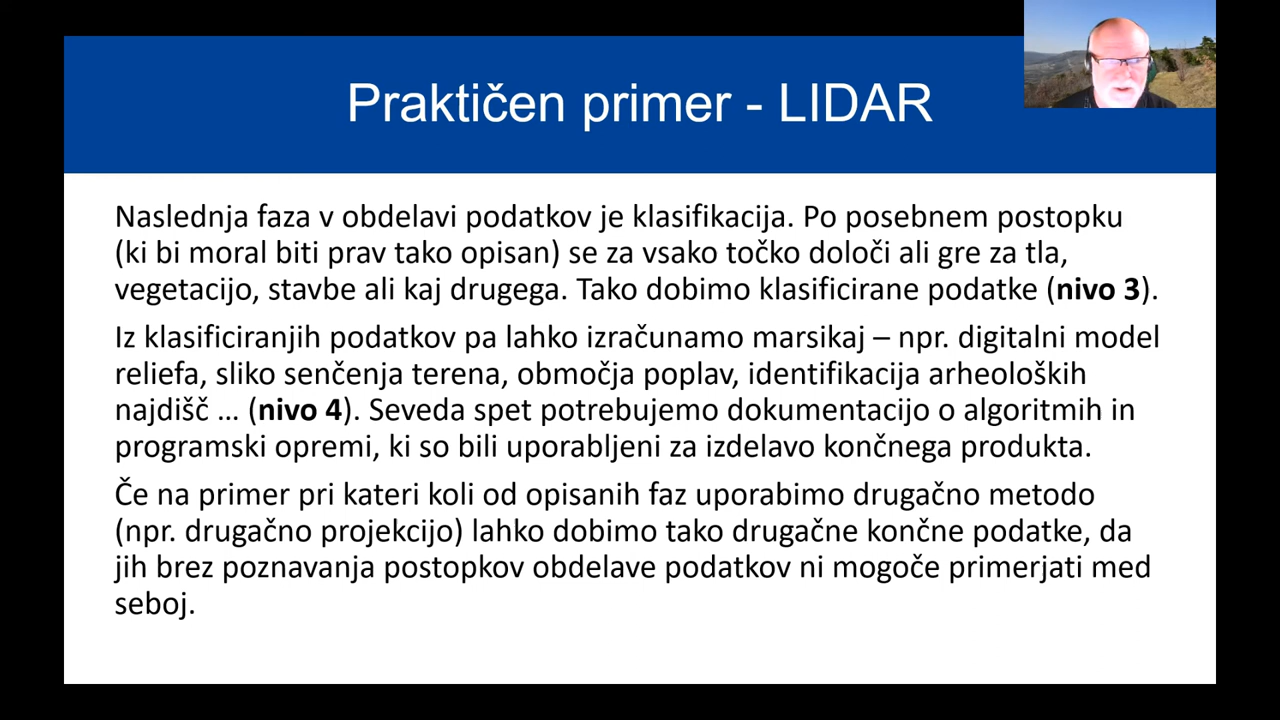 Praktičen primer - LIDAR
Naslednja faza v obdelavi podatkov je klasifikacija. Po posebnem postopku
(ki bi moral biti prav tako opisan) se za vsako točko določi ali gre za tla,
vegetacijo, stavbe ali kaj drugega. Tako dobimo klasificirane podatke (nivo 3).
Iz klasificiranjih podatkov pa lahko izračunamo marsikaj – npr. digitalni model
reliefa, sliko senčenja terena, območja poplav, identifikacija arheoloških
najdišč … (nivo 4). Seveda spet potrebujemo dokumentacijo o algoritmih in
programski opremi, ki so bili uporabljeni za izdelavo končnega produkta.
Če na primer pri kateri koli od opisanih faz uporabimo drugačno metodo
(npr. drugačno projekcijo) lahko dobimo tako drugačne končne podatke, da
jih brez poznavanja postopkov obdelave podatkov ni mogoče primerjati med
seboj.